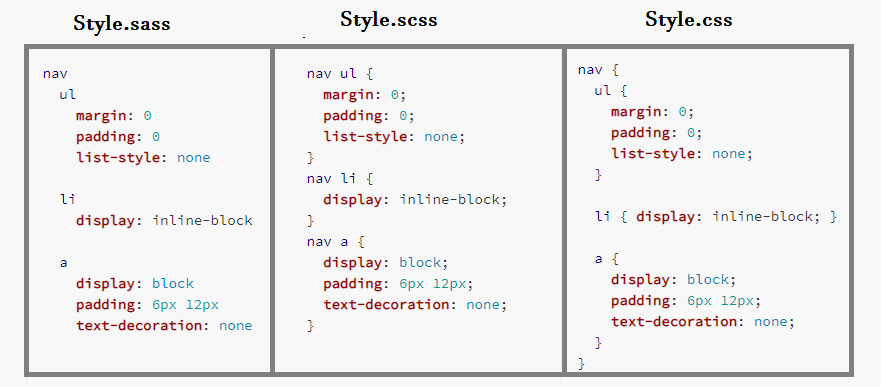 Style.sass
Style.scss
Style.css
nav
  ul
    margin: 0
    padding: 0
    list-style: none

  li
    display: inline-block

  a
    display: block
    padding: 6px 12px
    text-decoration: none
nav ul {
  margin: 0;
  padding: 0;
  list-style: none;
}
nav li {
  display: inline-block;
}
nav a {
  display: block;
  padding: 6px 12px;
  text-decoration: none;
}
nav {
  ul {
    margin: 0;
    padding: 0;
    list-style: none;
  }

  li { display: inline-block; }

  a {
    display: block;
    padding: 6px 12px;
    text-decoration: none;
  }
}